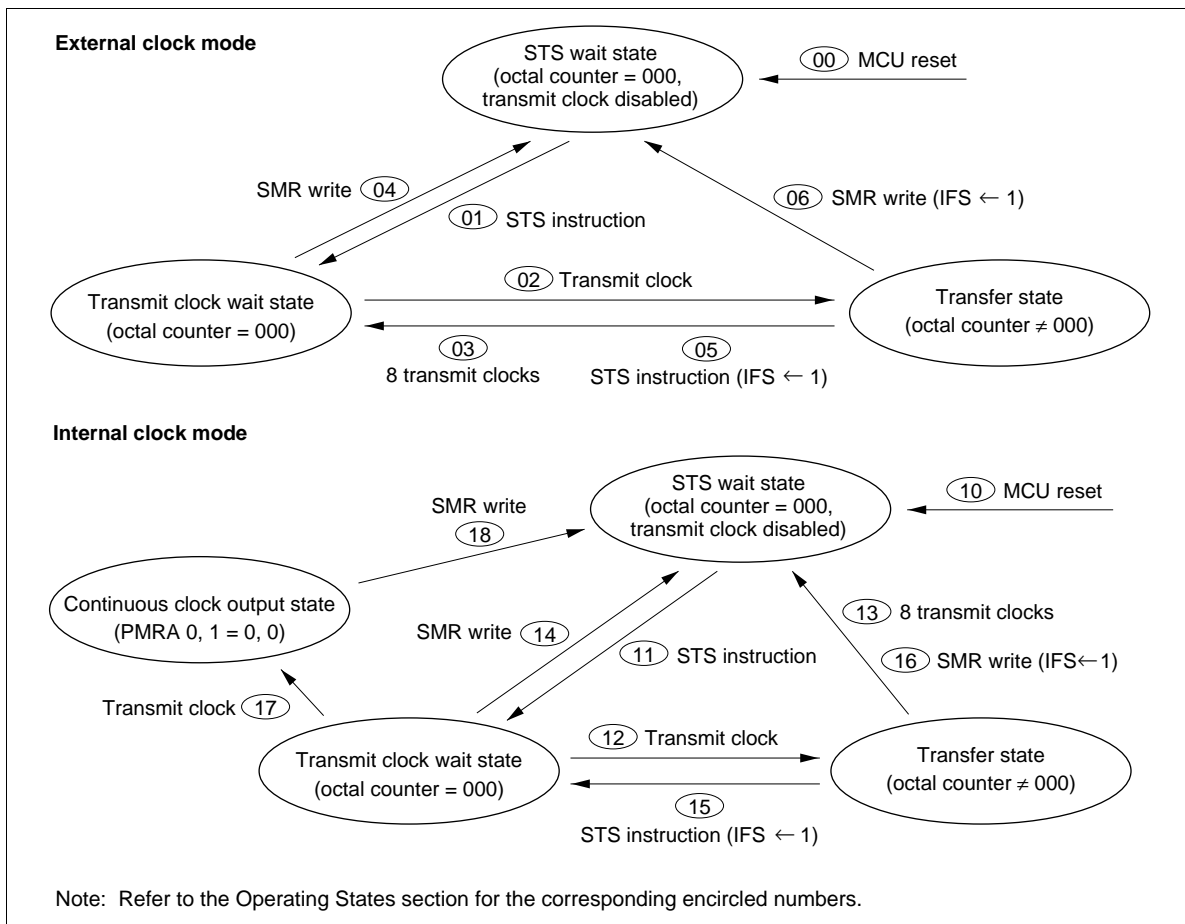 External clock mode
STS wait state
(octal counter = 000,
transmit clock disabled)
00 MCU reset
SMR write 04
01 STS instruction
06 SMR write (IFS ← 1)
02 Transmit clock
Transmit clock wait state
(octal counter = 000)
Transfer state
(octal counter ≠ 000)
03
8 transmit clocks
05
STS instruction (IFS ← 1)
Internal clock mode
STS wait state
(octal counter = 000,
transmit clock disabled)
10 MCU reset
SMR write
18
Continuous clock output state
(PMRA 0, 1 = 0, 0)
SMR write 14
11 STS instruction
13 8 transmit clocks
16 SMR write (IFS← 1)
Transmit clock 17
12 Transmit clock
Transmit clock wait state
(octal counter = 000)
Transfer state
(octal counter ≠ 000)
15
STS instruction (IFS ← 1)
Note: Refer to the Operating States section for the corresponding encircled numbers.